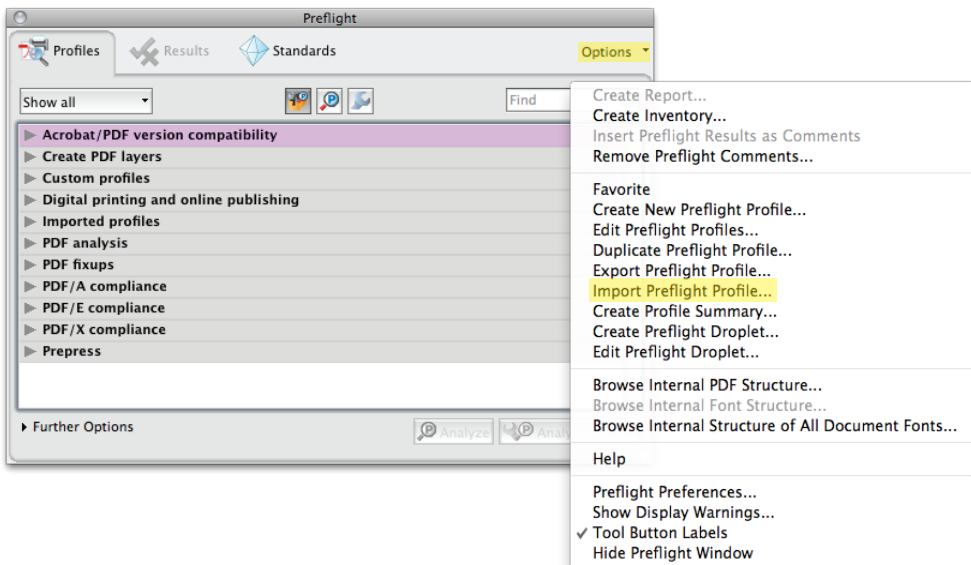 Preflight
Profiles
Results
Standards
Options
Show all
Find
Acrobat/PDF version compatibility
Create PDF layers
Custom profiles
Digital printing and online publishing
Imported profiles
PDF analysis
PDF fixups
PDF/A compliance
PDF/E compliance
PDF/X compliance
Prepress
Further Options
Analyze
Create Report...
Create Inventory...
Insert Preflight Results as Comments
Remove Preflight Comments...
Favorite
Create New Preflight Profile...
Edit Preflight Profiles...
Duplicate Preflight Profile...
Export Preflight Profile...
Import Preflight Profile...
Create Profile Summary...
Create Preflight Droplet...
Edit Preflight Droplet...
Browse Internal PDF Structure...
Browse Internal Font Structure...
Browse Internal Structure of All Document Fonts...
Help
Preflight Preferences...
Show Display Warnings...
Tool Button Labels
Hide Preflight Window